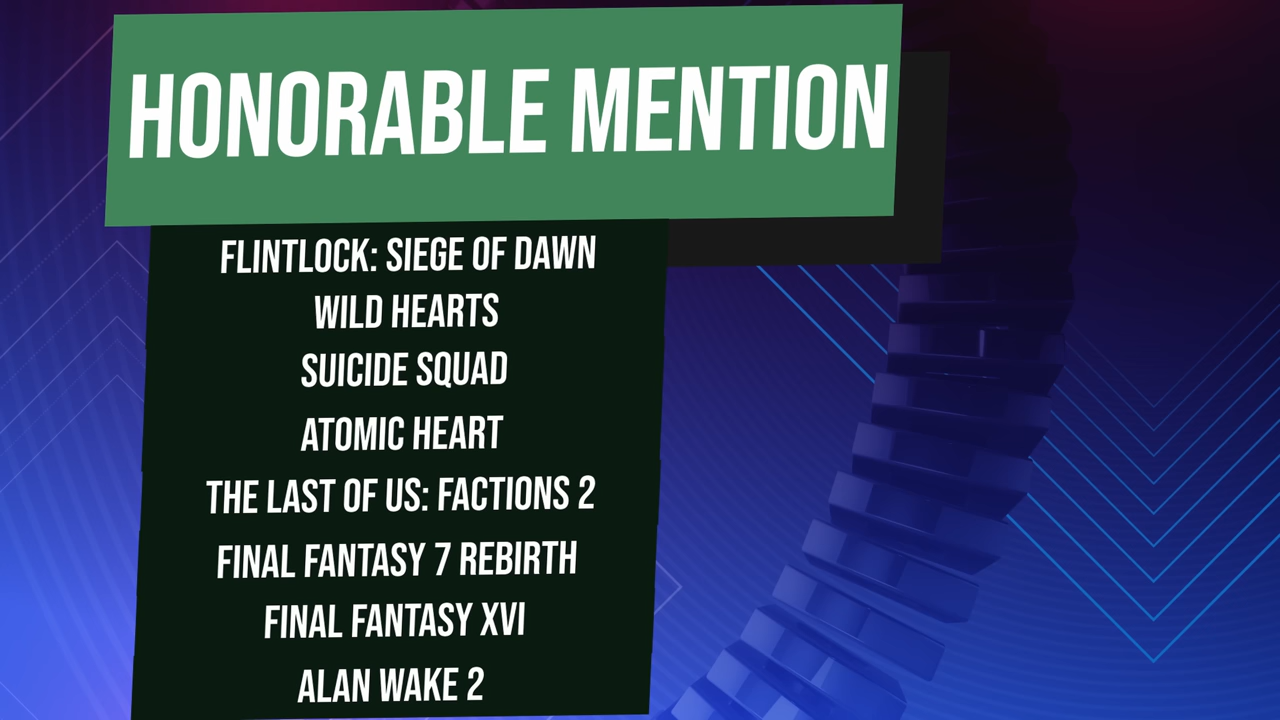 HONORABLE MENTION
FLINTLOCK: SIEGE OF DAWN
WILD HEARTS
SUICIDE SQUAD
ATOMIC HEART
THE LAST OF US: FACTIONS 2
FINAL FANTASY 7 REBIRTH
FINAL FANTASY XVI
ALAN WAKE 2